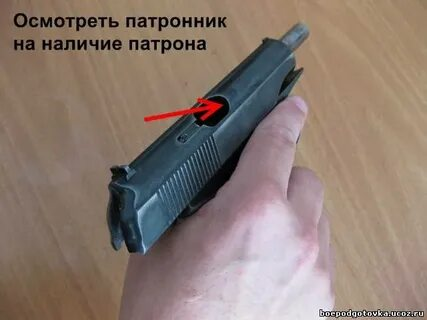 Осмотреть патронник
на наличие патрона
boepodgotovka.ucoz.ru